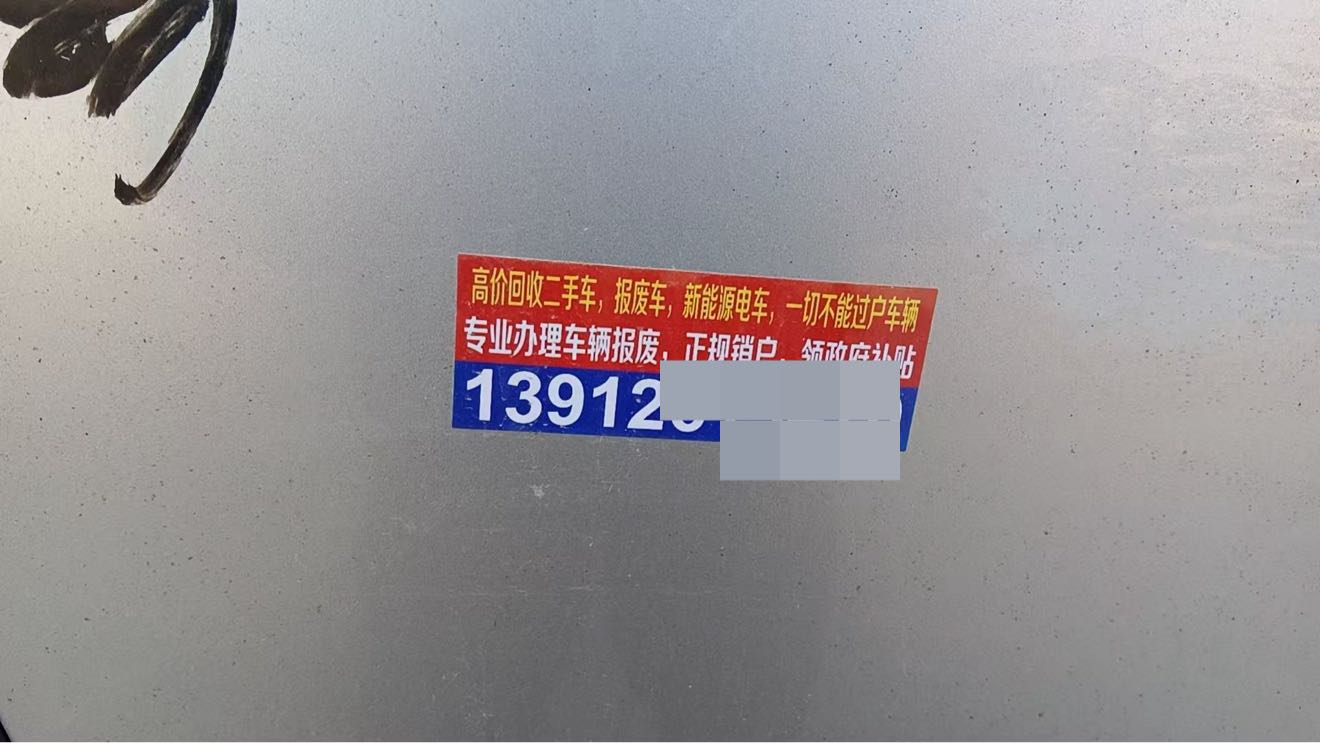 高价回收二手车，报废车，新能源电车，一切不能过户车辆
专业办理车辆报废，正规销户，领政府补贴
13912